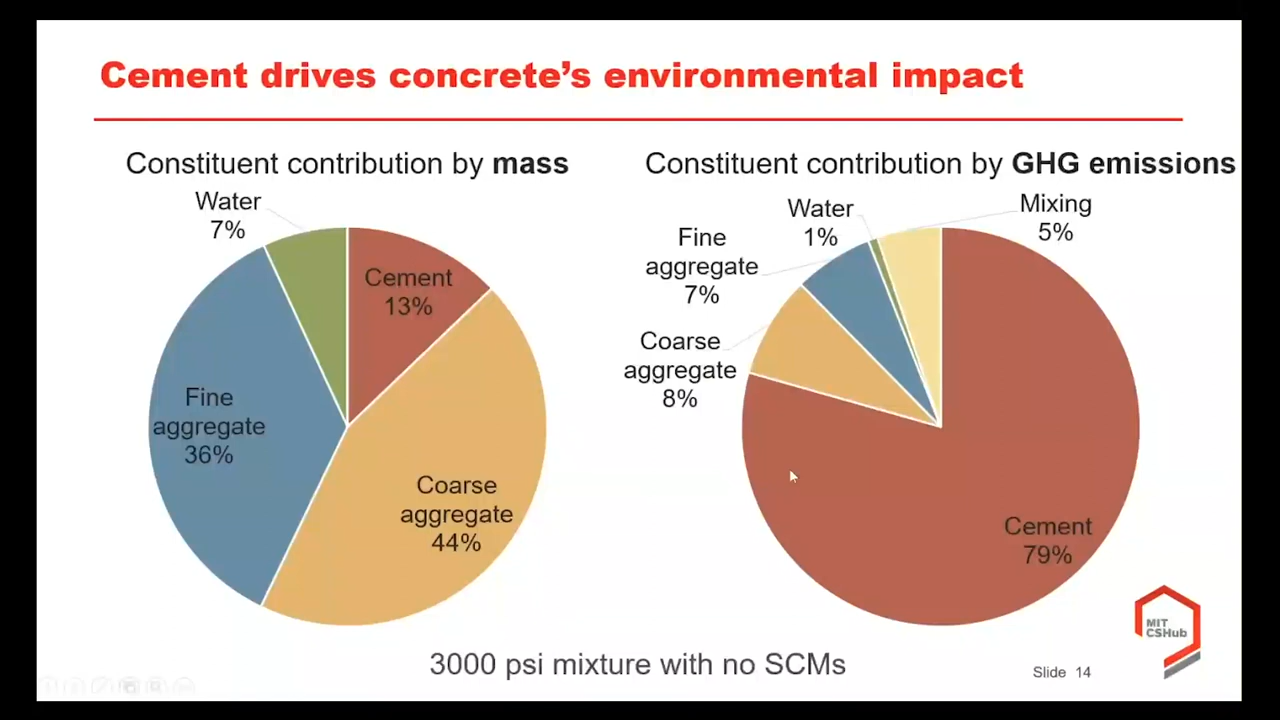 Cement drives concrete’s environmental impact
Constituent contribution by mass
Water
7%
Cement
13%
Fine
aggregate
36%
Coarse
aggregate
44%
Constituent contribution by GHG emissions
Water
1%
Mixing
5%
Fine
aggregate
7%
Coarse
aggregate
8%
Cement
79%
3000 psi mixture with no SCMs
MIT
CSHub
Slide 14